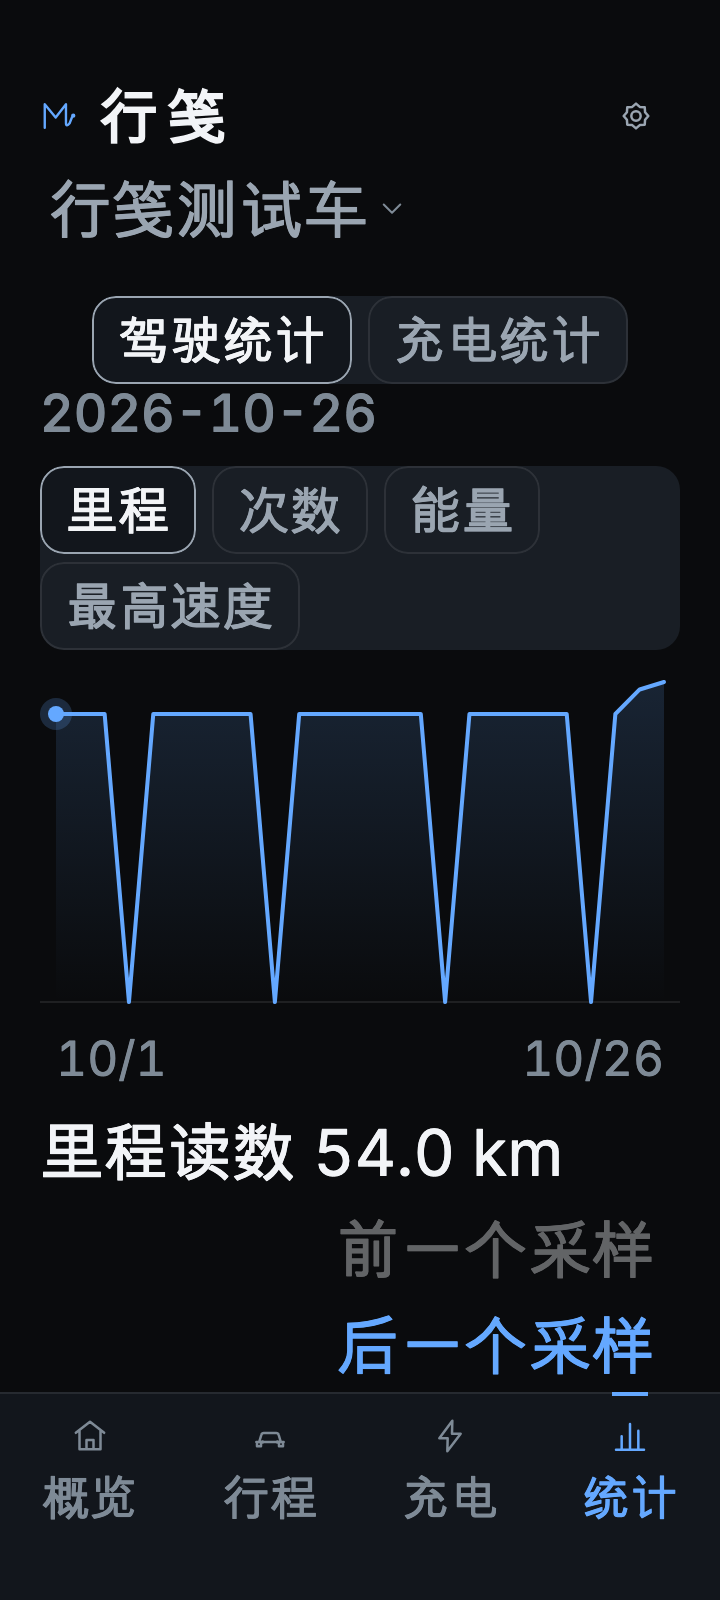 行笺
行笺测试车
驾驶统计 充电统计
2026-10-26
里程 次数 能量
最高速度
10/1 10/26
里程读数 54.0 km
前一个采样
后一个采样
概览 行程 充电 统计